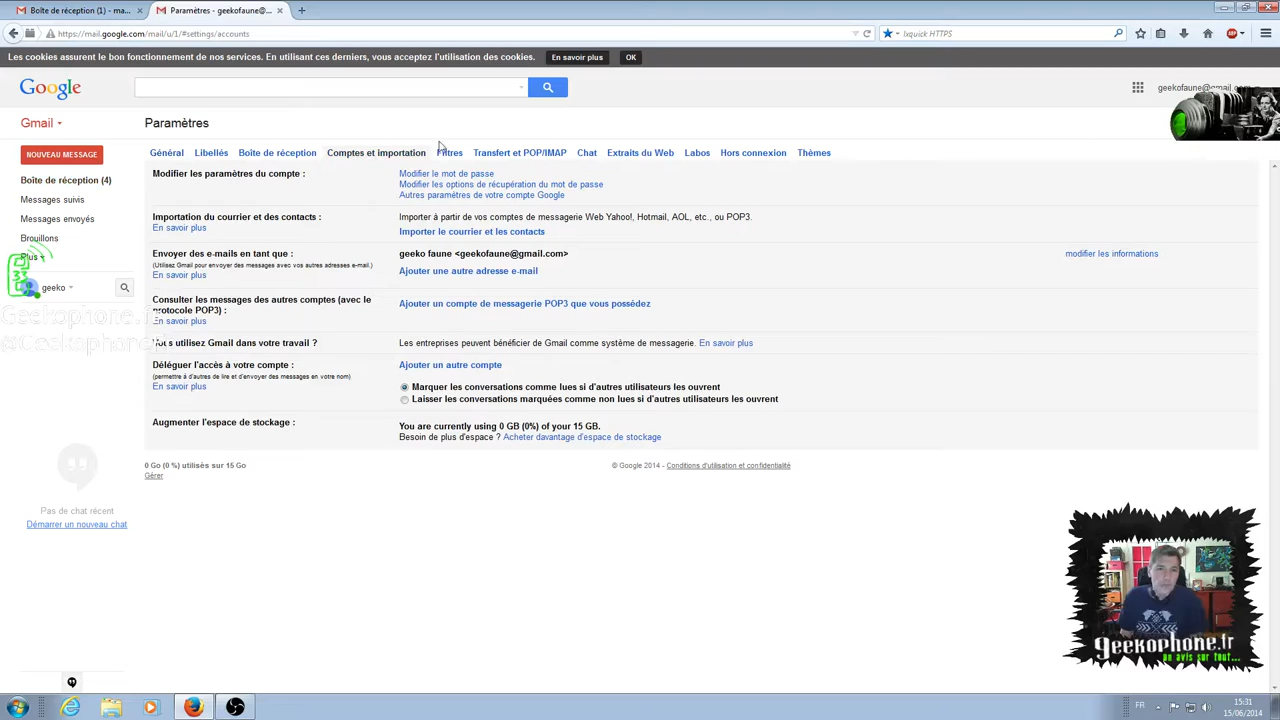 Boîte de réception (4) - ma...
Paramètres - geekofaune@...
https://mail.google.com/mail/u/1/#settings/accounts
Ixquick HTTPS
Les cookies assurent le bon fonctionnement de nos services. En utilisant ces derniers, vous acceptez l'utilisation des cookies.
En savoir plus
OK
Google
geekofaune@gmail.com
Gmail
Paramètres
NOUVEAU MESSAGE
Général Libellés Boîte de réception Comptes et importation Filtres Transfert et POP/IMAP Chat Extraits du Web Labos Hors connexion Thèmes
Boîte de réception (4)
Messages suivis
Messages envoyés
Brouillons
Plus
geeko
Geekophone.fr
@Geekophone
Modifier les paramètres du compte :
Modifier le mot de passe
Modifier les options de récupération du mot de passe
Autres paramètres de votre compte Google
Importation du courrier et des contacts :
En savoir plus
Importer à partir de vos comptes de messagerie Web Yahoo!, Hotmail, AOL, etc., ou POP3.
Importer le courrier et les contacts
Envoyer des e-mails en tant que :
(Utilisez Gmail pour envoyer des messages avec vos autres adresses e-mail.)
En savoir plus
geeko faune <geekofaune@gmail.com>
modifier les informations
Ajouter une autre adresse e-mail
Consulter les messages des autres comptes (avec le
protocole POP3) :
En savoir plus
Ajouter un compte de messagerie POP3 que vous possédez
utilisez Gmail dans votre travail ?
Les entreprises peuvent bénéficier de Gmail comme système de messagerie. En savoir plus
Déléguer l'accès à votre compte :
(permettre à d'autres de lire et d'envoyer des messages en votre nom)
En savoir plus
Ajouter un autre compte
Marquer les conversations comme lues si d'autres utilisateurs les ouvrent
Laisser les conversations marquées comme non lues si d'autres utilisateurs les ouvrent
Augmenter l'espace de stockage :
You are currently using 0 GB (0%) of your 15 GB.
Besoin de plus d'espace ? Acheter davantage d'espace de stockage
0 Go (0 %) utilisés sur 15 Go
Gérer
© Google 2014 - Conditions d'utilisation et confidentialité
Pas de chat récent
Démarrer un nouveau chat
geekophone.fr
un avis sur tout...
FR
15:31
15/06/2014